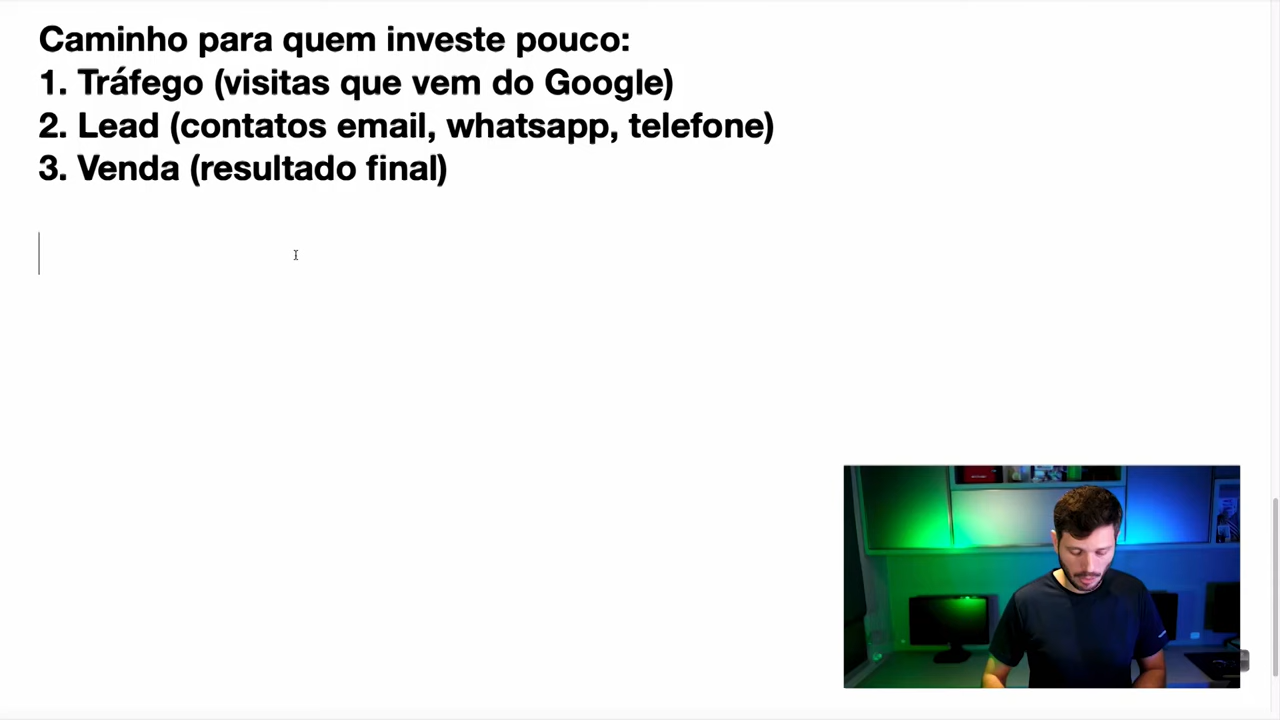 Caminho para quem investe pouco:
1. Tráfego (visitas que vem do Google)
2. Lead (contatos email, whatsapp, telefone)
3. Venda (resultado final)